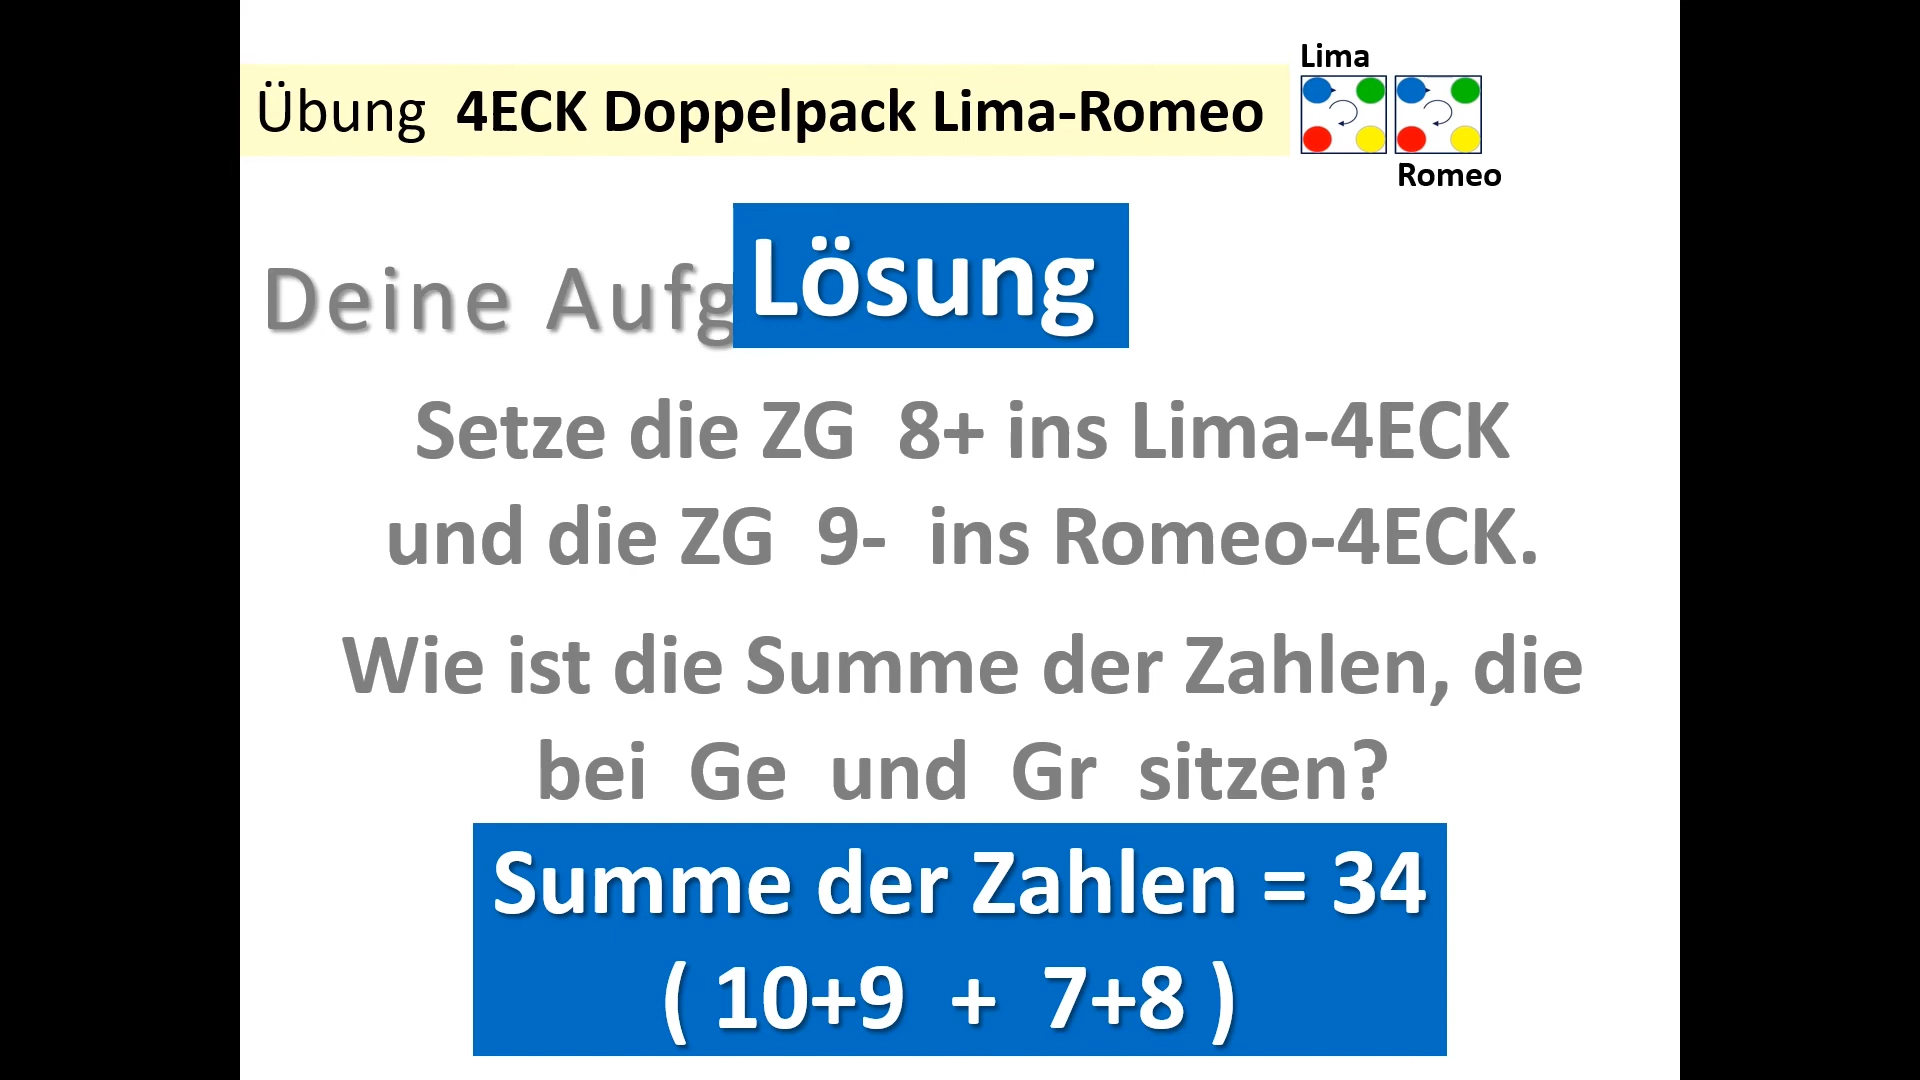 Lima
Übung 4ECK Doppelpack Lima-Romeo
Romeo
Deine Aufg
Lösung
Setze die ZG 8+ ins Lima-4ECK
und die ZG 9- ins Romeo-4ECK.
Wie ist die Summe der Zahlen, die
bei Ge und Gr sitzen?
Summe der Zahlen = 34
( 10+9 + 7+8 )